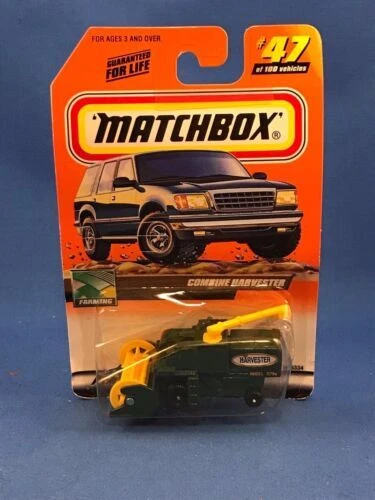 FOR AGES 3 AND OVER
GUARANTEED
FOR LIFE
#47
of 100 vehicles
'MATCHBOX'®
COMBINE HARVESTER
FARMING
HARVESTER